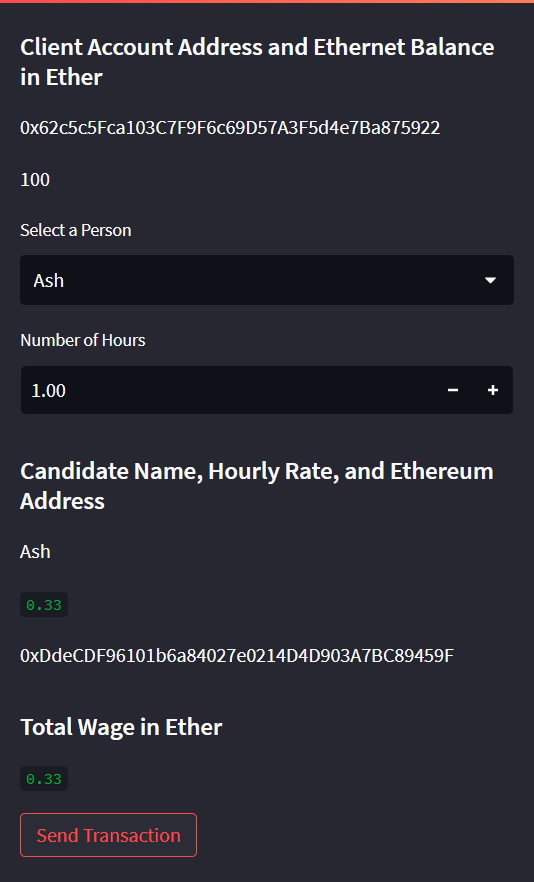 Client Account Address and Ethernet Balance
in Ether
0x62c5c5Fca103C7F9F6c69D57A3F5d4e7Ba875922
100
Select a Person
Ash
Number of Hours
1.00
Candidate Name, Hourly Rate, and Ethereum
Address
Ash
0.33
0xDdeCDF96101b6a84027e0214D4D903A7BC89459F
Total Wage in Ether
0.33
Send Transaction